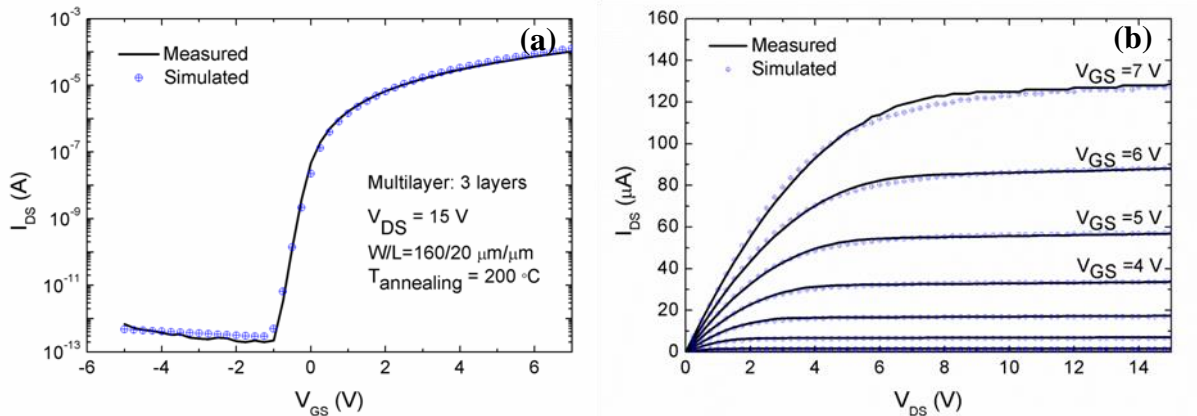 (a)
Measured
Simulated
Multilayer: 3 layers
V_DS = 15 V
W/L=160/20 μm/μm
T_annealing = 200 °C
I_DS (A)
10^-3
10^-5
10^-7
10^-9
10^-11
10^-13
-6 -4 -2 0 2 4 6
V_GS (V)
(b)
Measured
Simulated
V_GS =7 V
V_GS =6 V
V_GS =5 V
V_GS =4 V
I_DS (μA)
160
140
120
100
80
60
40
20
0
0 2 4 6 8 10 12 14
V_DS (V)